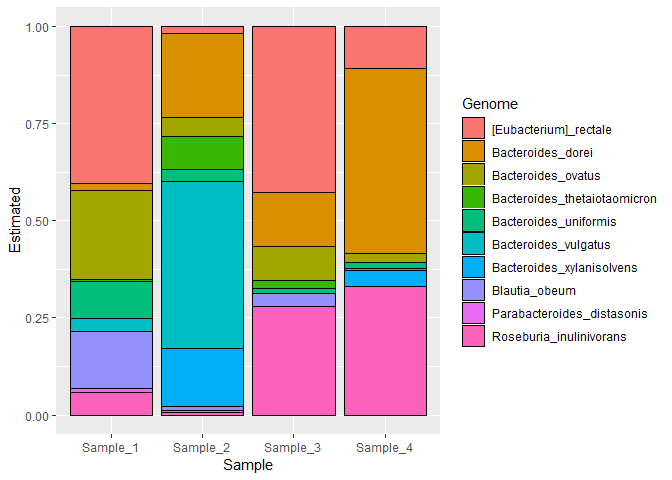 1.00
0.75
0.50
0.25
0.00
Estimated
Sample_1
Sample_2
Sample_3
Sample_4
Sample
Genome
[Eubacterium]_rectale
Bacteroides_dorei
Bacteroides_ovatus
Bacteroides_thetaiotaomicron
Bacteroides_uniformis
Bacteroides_vulgatus
Bacteroides_xylanisolvens
Blautia_obeum
Parabacteroides_distasonis
Roseburia_inulinivorans